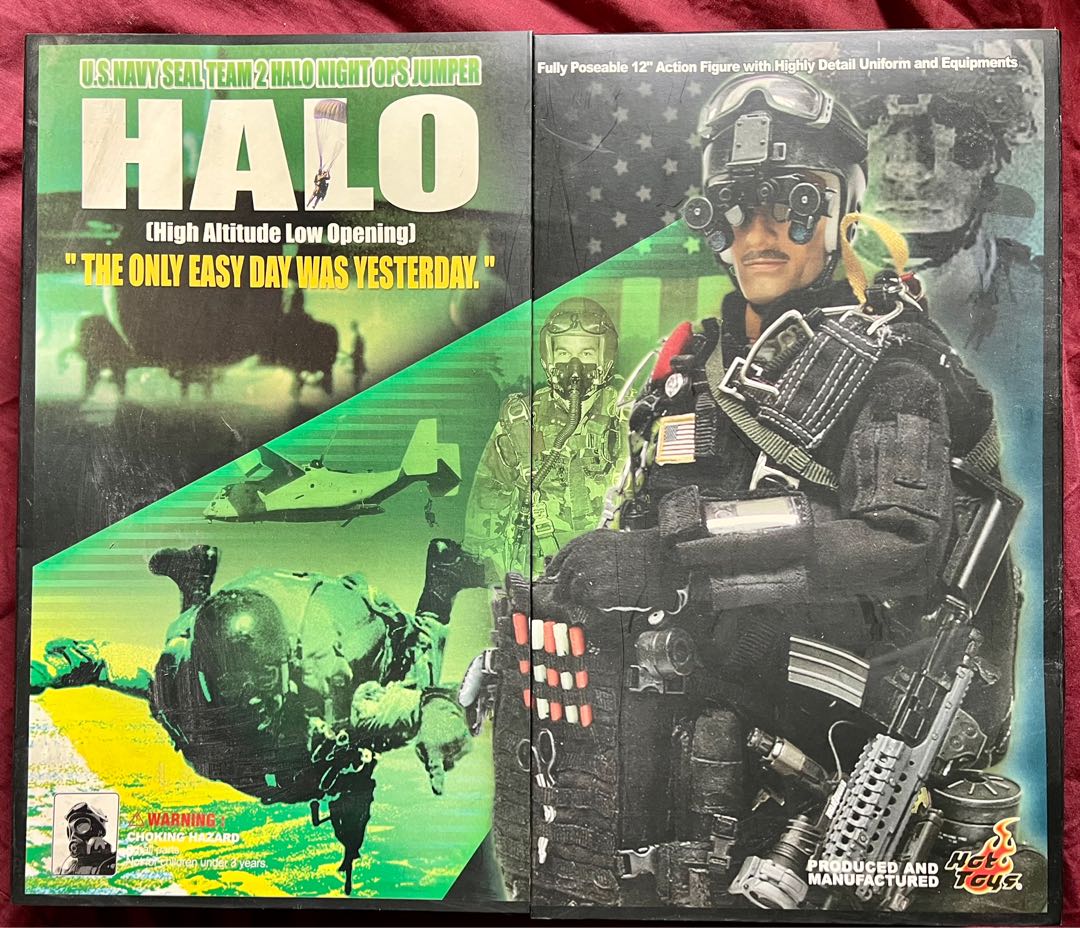 U.S.NAVY SEAL TEAM 2 HALO NIGHT OPS JUMPER
HALO
(High Altitude Low Opening)
" THE ONLY EASY DAY WAS YESTERDAY. "
Fully Poseable 12" Action Figure with Highly Detail Uniform and Equipments
WARNING :
CHOKING HAZARD
Small parts
Not for children under 3 years.
PRODUCED AND
MANUFACTURED
HOT
TOYS.